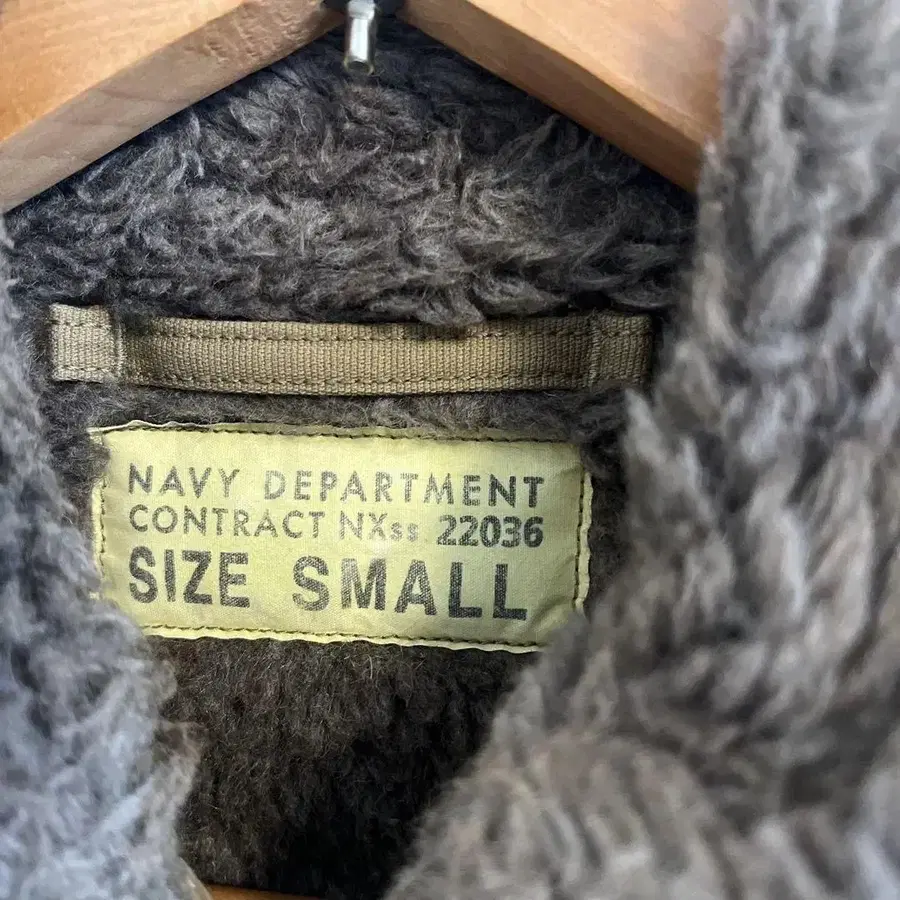 NAVY DEPARTMENT
CONTRACT NXss 22036
SIZE SMALL